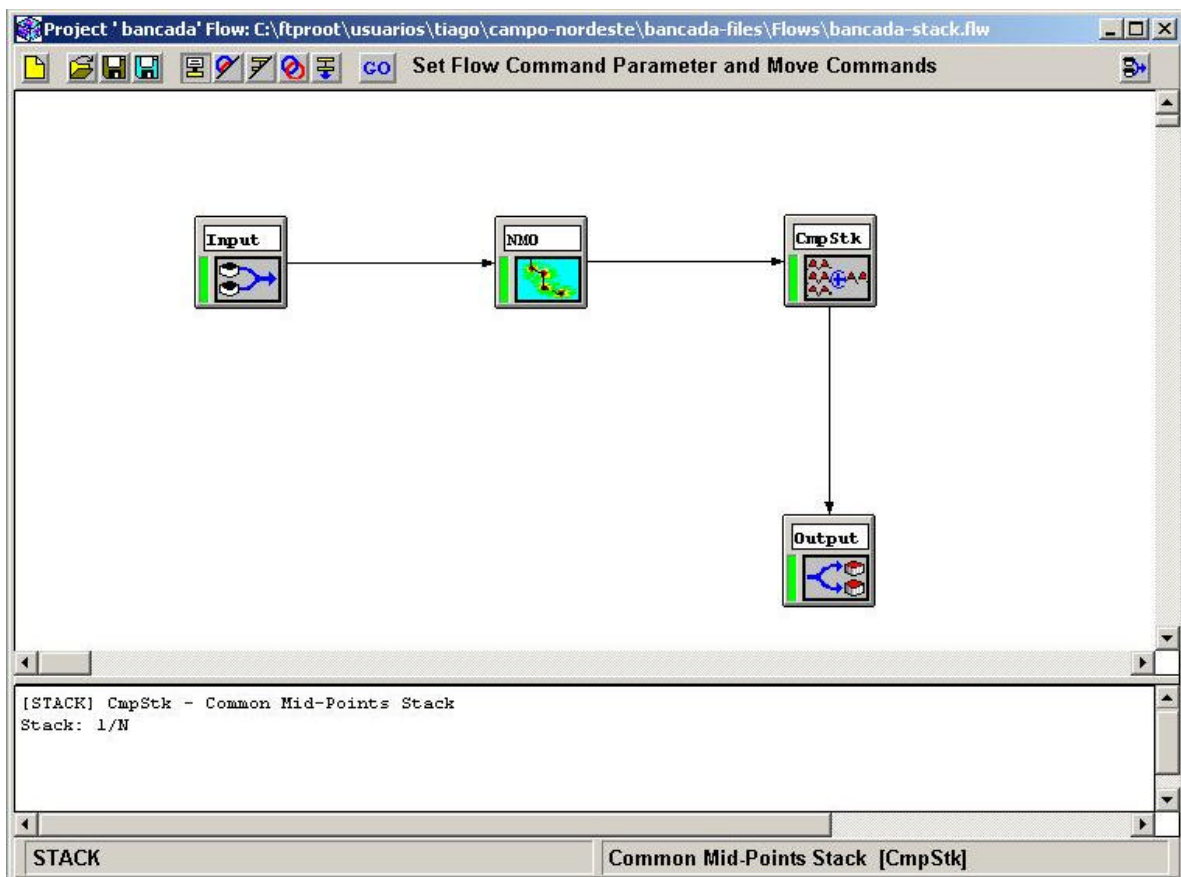 Project ' bancada' Flow: C:\ftproot\usuarios\tiago\campo-nordeste\bancada-files\Flows\bancada-stack.flw
GO Set Flow Command Parameter and Move Commands
Input
NMO
CmpStk
Output
[STACK] CmpStk - Common Mid-Points Stack
Stack: 1/N
STACK
Common Mid-Points Stack [CmpStk]